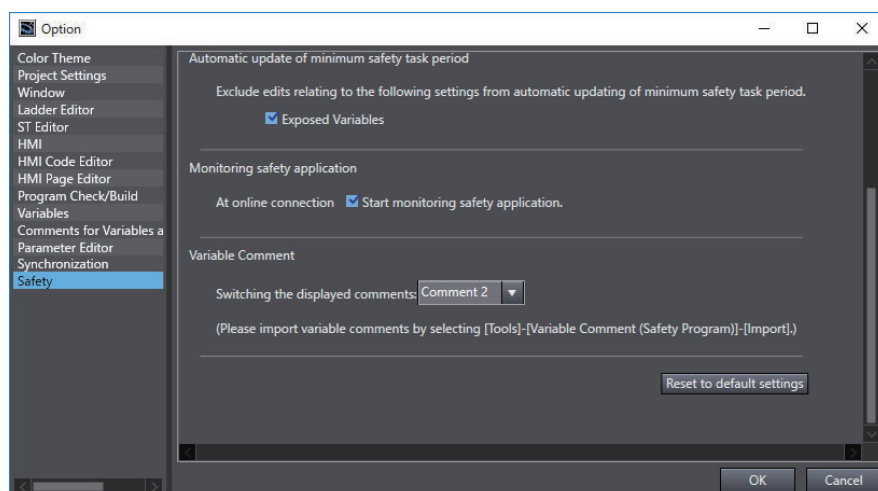 Option
Color Theme
Project Settings
Window
Ladder Editor
ST Editor
HMI
HMI Code Editor
HMI Page Editor
Program Check/Build
Variables
Comments for Variables a
Parameter Editor
Synchronization
Safety
Automatic update of minimum safety task period
Exclude edits relating to the following settings from automatic updating of minimum safety task period.
Exposed Variables
Monitoring safety application
At online connection Start monitoring safety application.
Variable Comment
Switching the displayed comments: Comment 2
(Please import variable comments by selecting [Tools]-[Variable Comment (Safety Program)]-[Import].)
Reset to default settings
OK Cancel